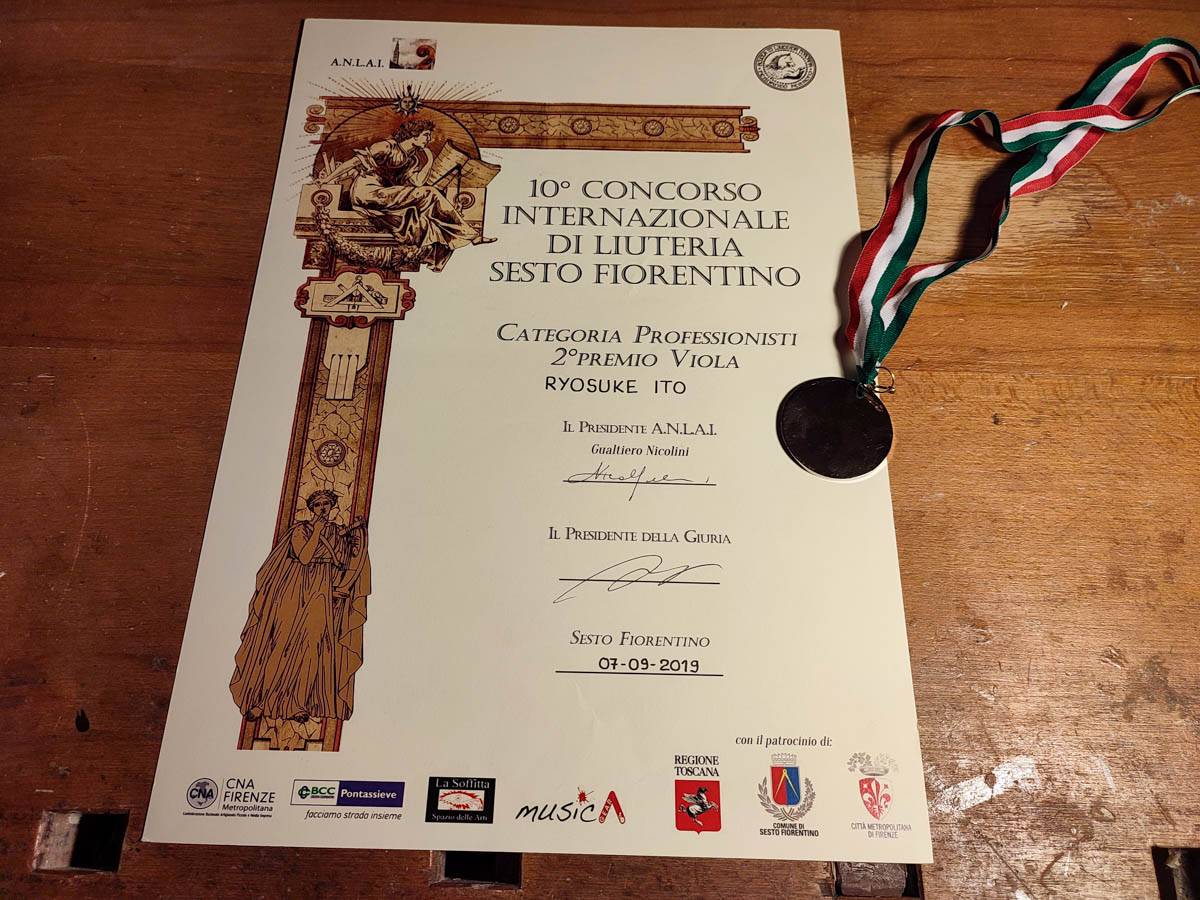 A.N.L.A.I.
10° CONCORSO
INTERNAZIONALE
DI LIUTERIA
SESTO FIORENTINO
CATEGORIA PROFESSIONISTI
2° PREMIO VIOLA
RYOSUKE ITO
IL PRESIDENTE A.N.L.A.I.
Gualtiero Nicolini
IL PRESIDENTE DELLA GIURIA
SESTO FIORENTINO
07-09-2019
con il patrocinio di:
CNA
CNA
FIRENZE
Metropolitana
BCC
Pontassieve
facciamo strada insieme
La Soffitta
Spazio delle Arti
musicA
REGIONE
TOSCANA
COMUNE DI
SESTO FIORENTINO
CITTÀ METROPOLITANA
DI FIRENZE